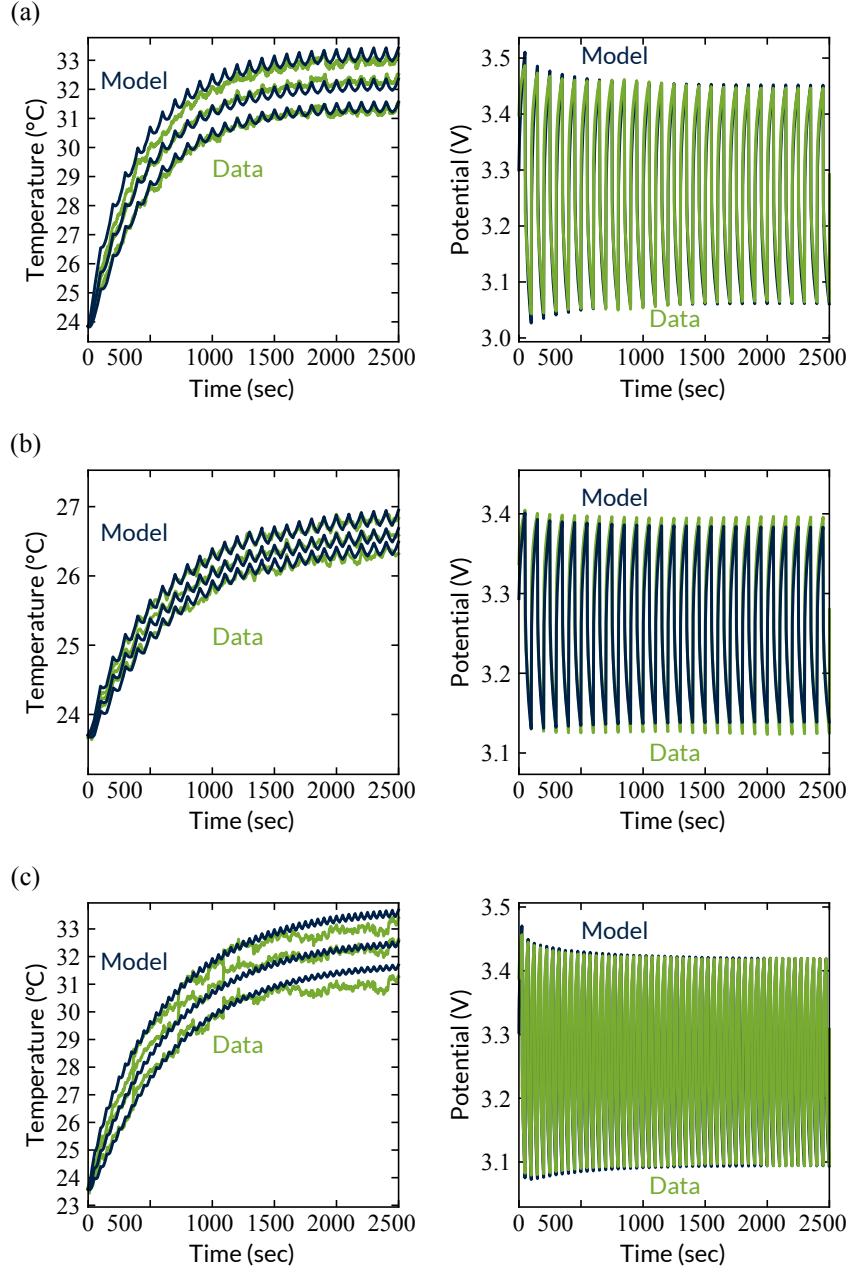 (a)
33
32
31
30
29
28
27
26
25
24
Temperature (°C)
Model
Data
0 500 1000 1500 2000 2500
Time (sec)
3.5
3.4
3.3
3.2
3.1
3.0
Potential (V)
Model
Data
0 500 1000 1500 2000 2500
Time (sec)
(b)
27
26
25
24
Temperature (°C)
Model
Data
0 500 1000 1500 2000 2500
Time (sec)
3.4
3.3
3.2
3.1
Potential (V)
Model
Data
0 500 1000 1500 2000 2500
Time (sec)
(c)
33
32
31
30
29
28
27
26
25
24
23
Temperature (°C)
Model
Data
0 500 1000 1500 2000 2500
Time (sec)
3.5
3.4
3.3
3.2
3.1
Potential (V)
Model
Data
0 500 1000 1500 2000 2500
Time (sec)